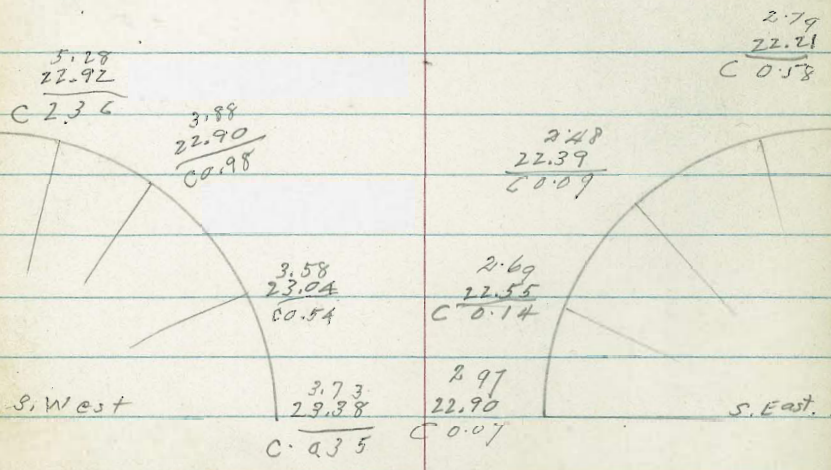 5.28
22.92
C 2.36
3.88
22.90
C0.98
3.58
23.04
C0.54
3.73
23.38
C. 0.35
S. West
2.79
22.21
C 0.58
2.48
22.39
C 0.09
2.69
22.55
C 0.14
2 97
22.90
C 0.07
S. East.